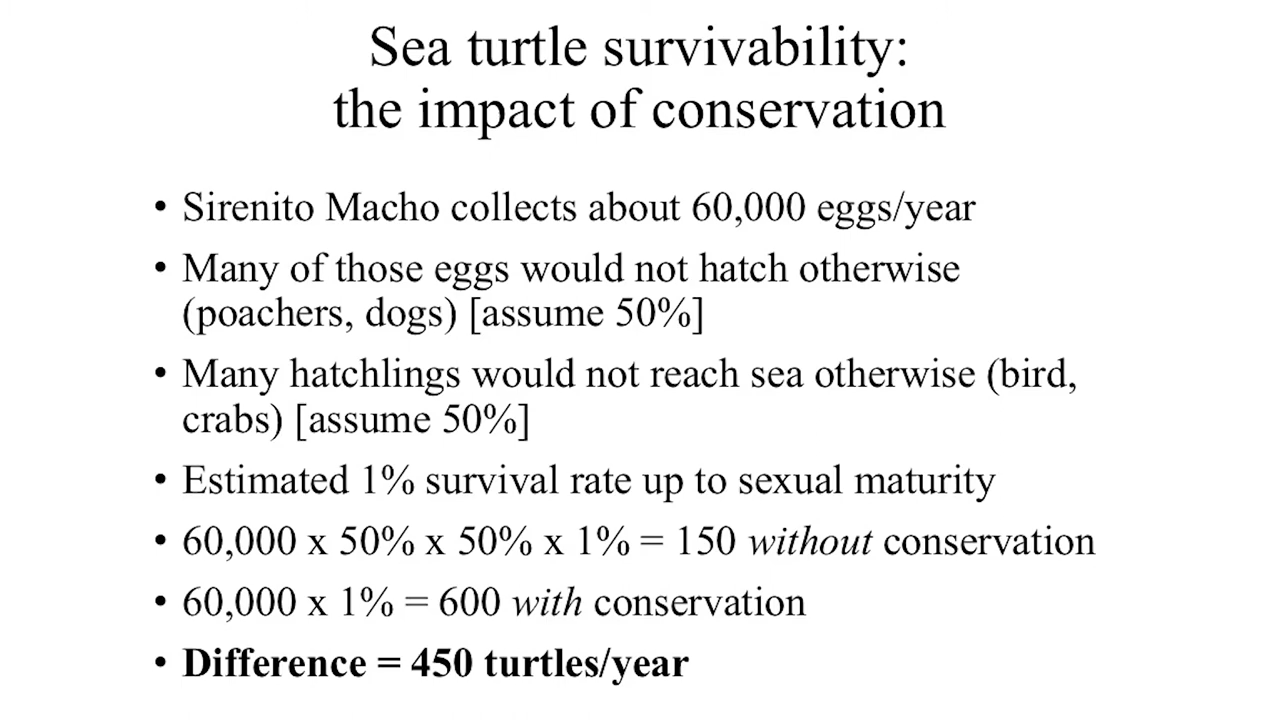 Sea turtle survivability:
the impact of conservation
• Sirenito Macho collects about 60,000 eggs/year
• Many of those eggs would not hatch otherwise
(poachers, dogs) [assume 50%]
• Many hatchlings would not reach sea otherwise (bird,
crabs) [assume 50%]
• Estimated 1% survival rate up to sexual maturity
• 60,000 x 50% x 50% x 1% = 150 without conservation
• 60,000 x 1% = 600 with conservation
• Difference = 450 turtles/year